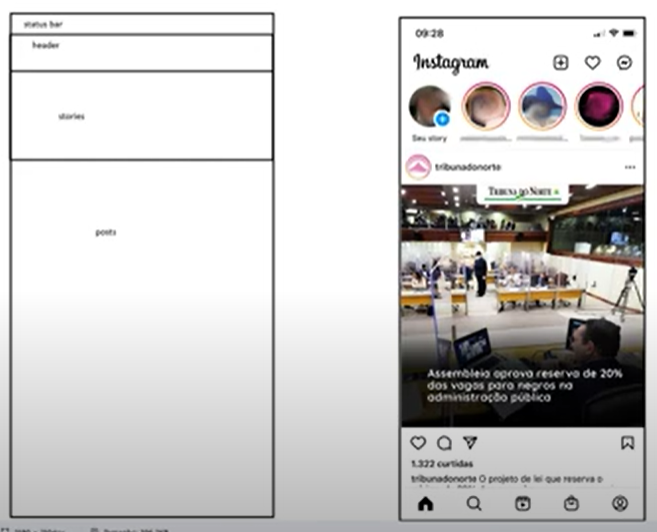 status bar
header
stories
posts
09:28
Instagram
Seu story
tribunadonorte
TRIBUNA DO NORTE
Assembleia aprova reserva de 20%
das vagas para negros na
administração pública
1.322 curtidas
tribunadonorte O projeto de lei que reserva o